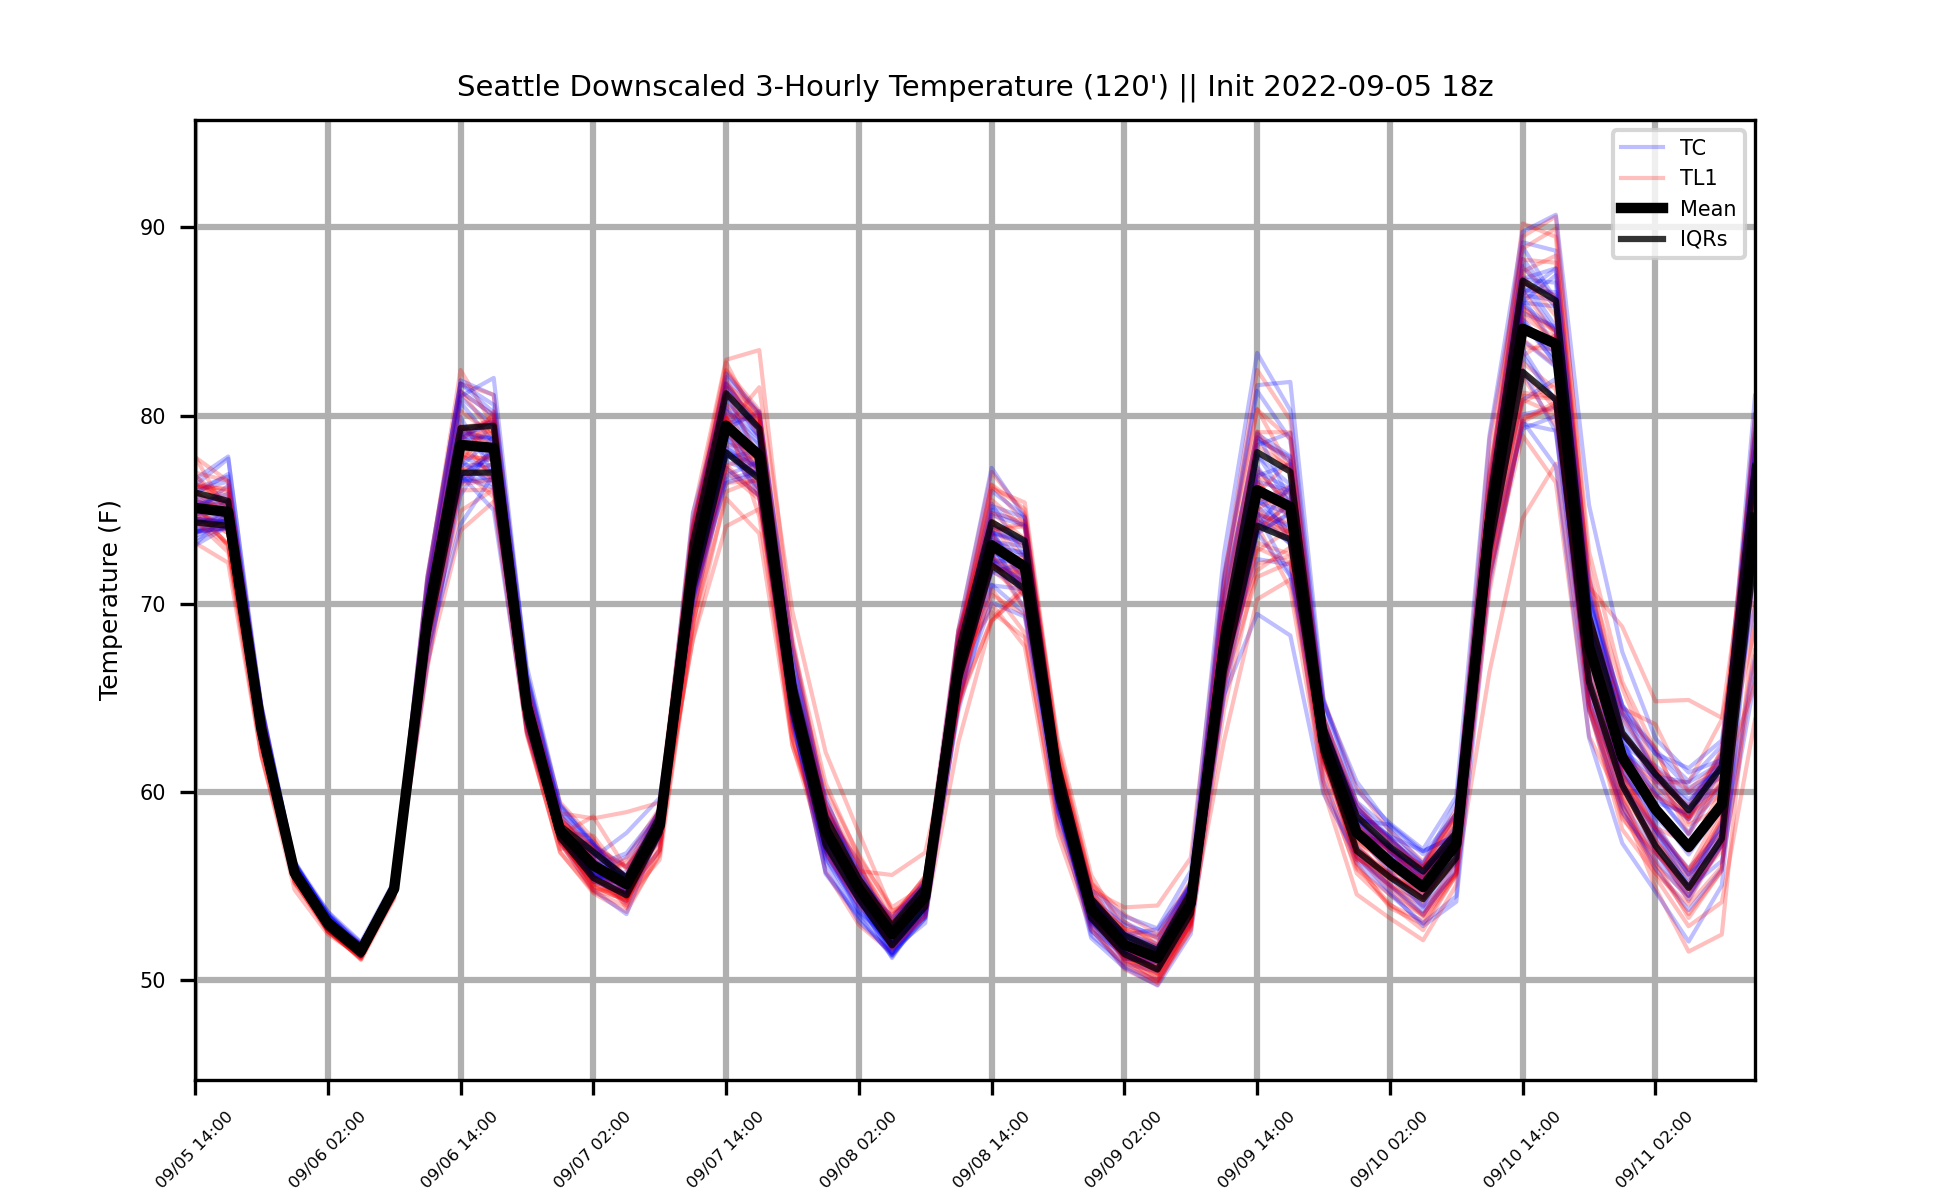 Seattle Downscaled 3-Hourly Temperature (120') || Init 2022-09-05 18z
TC
TL1
Mean
IQRs
Temperature (F)
90
80
70
60
50
09/05 14:00
09/06 02:00
09/06 14:00
09/07 02:00
09/07 14:00
09/08 02:00
09/08 14:00
09/09 02:00
09/09 14:00
09/10 02:00
09/10 14:00
09/11 02:00